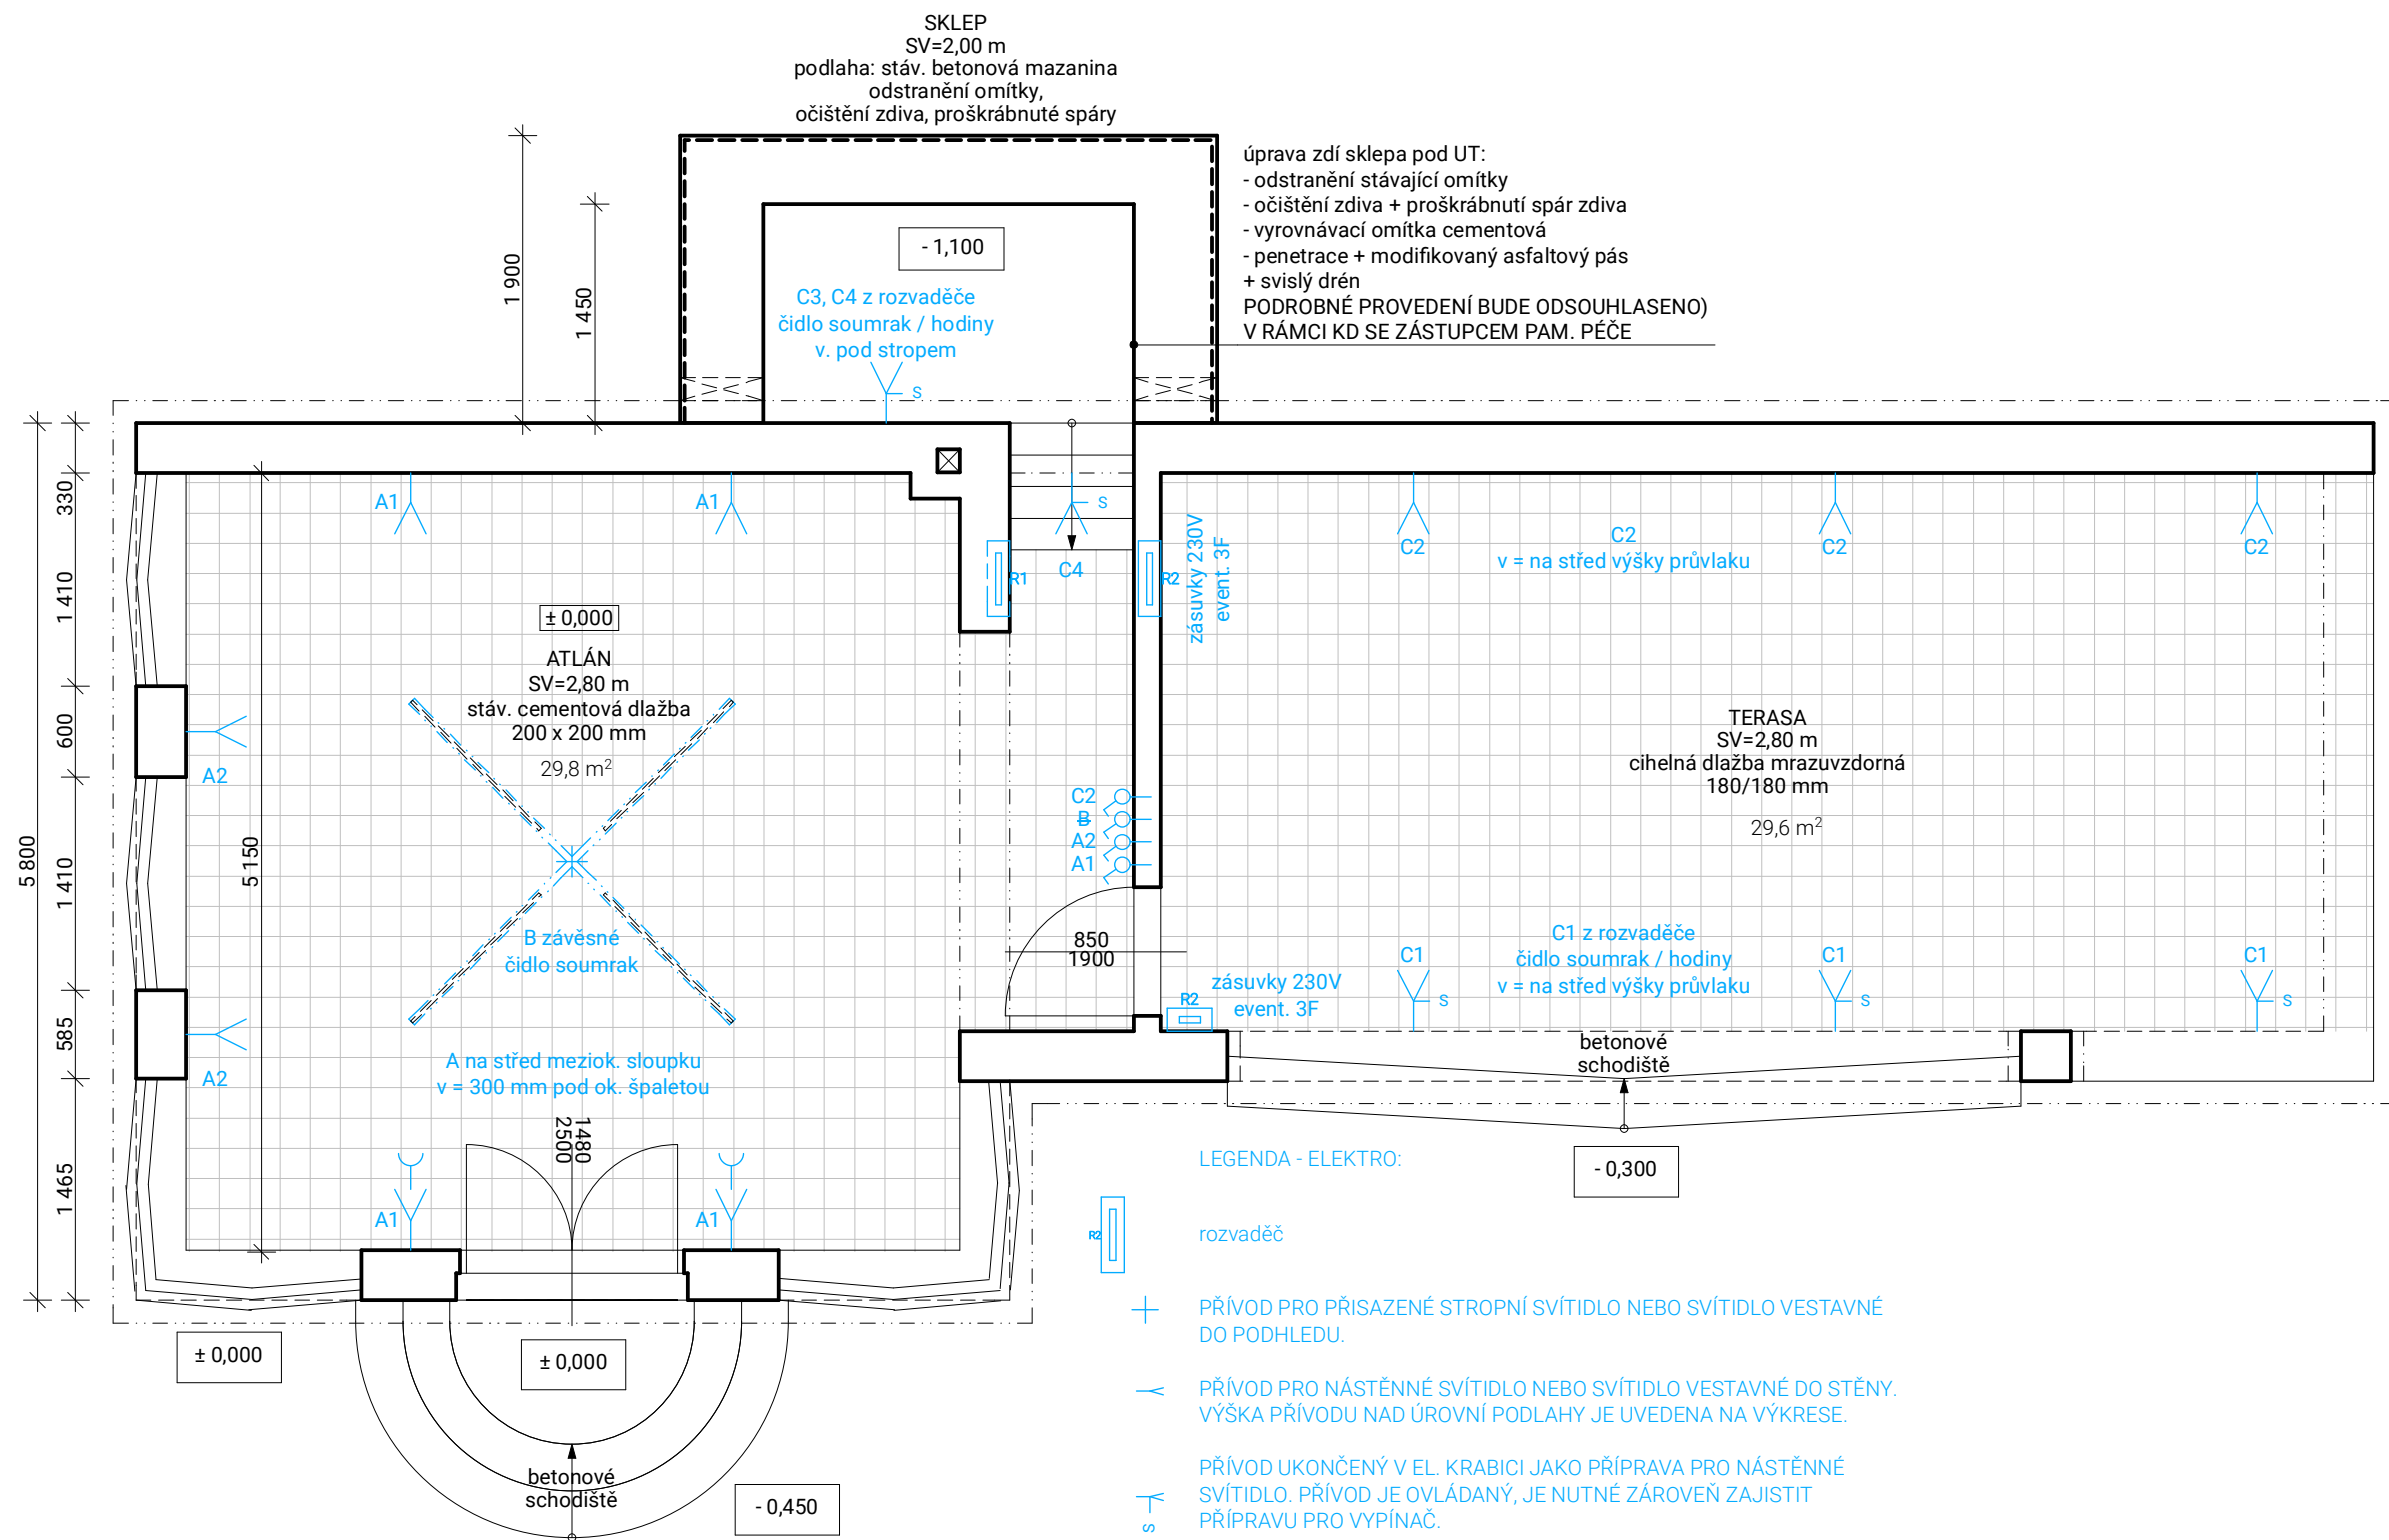 SKLEP
SV=2,00 m
podlaha: stáv. betonová mazanina
odstranění omítky,
očištění zdiva, proškrábnuté spáry
úprava zdí sklepa pod UT:
- odstranění stávající omítky
- očištění zdiva + proškrábnutí spár zdiva
- vyrovnávací omítka cementová
- penetrace + modifikovaný asfaltový pás
+ svislý drén
PODROBNÉ PROVEDENÍ BUDE ODSOUHLASENO)
V RÁMCI KD SE ZÁSTUPCEM PAM. PÉČE
1 900
1 450
- 1,100
C3, C4 z rozvaděče
čidlo soumrak / hodiny
v. pod stropem
S
330
1 410
600
1 410
585
1 465
5 800
5 150
A1
A1
S
C4
R1
R2
zásuvky 230V
event. 3F
C2
C2
v = na střed výšky průvlaku
C2
C2
± 0,000
ATLÁN
SV=2,80 m
stáv. cementová dlažba
200 x 200 mm
29,8 m²
A2
A2
TERASA
SV=2,80 m
cihelná dlažba mrazuvzdorná
180/180 mm
29,6 m²
C2
B
A2
A1
B závěsné
čidlo soumrak
850
1900
C1
S
C1 z rozvaděče
čidlo soumrak / hodiny
v = na střed výšky průvlaku
C1
S
C1
S
zásuvky 230V
event. 3F
R2
A na střed meziok. sloupku
v = 300 mm pod ok. špaletou
1480
2500
A1
A1
betonové
schodiště
- 0,300
± 0,000
± 0,000
betonové
schodiště
- 0,450
LEGENDA - ELEKTRO:
R2
rozvaděč
PŘÍVOD PRO PŘISAZENÉ STROPNÍ SVÍTIDLO NEBO SVÍTIDLO VESTAVNÉ
DO PODHLEDU.
PŘÍVOD PRO NÁSTĚNNÉ SVÍTIDLO NEBO SVÍTIDLO VESTAVNÉ DO STĚNY.
VÝŠKA PŘÍVODU NAD ÚROVNÍ PODLAHY JE UVEDENA NA VÝKRESE.
PŘÍVOD UKONČENÝ V EL. KRABICI JAKO PŘÍPRAVA PRO NÁSTĚNNÉ
SVÍTIDLO. PŘÍVOD JE OVLÁDANÝ, JE NUTNÉ ZÁROVEŇ ZAJISTIT
PŘÍPRAVU PRO VYPÍNAČ.
S